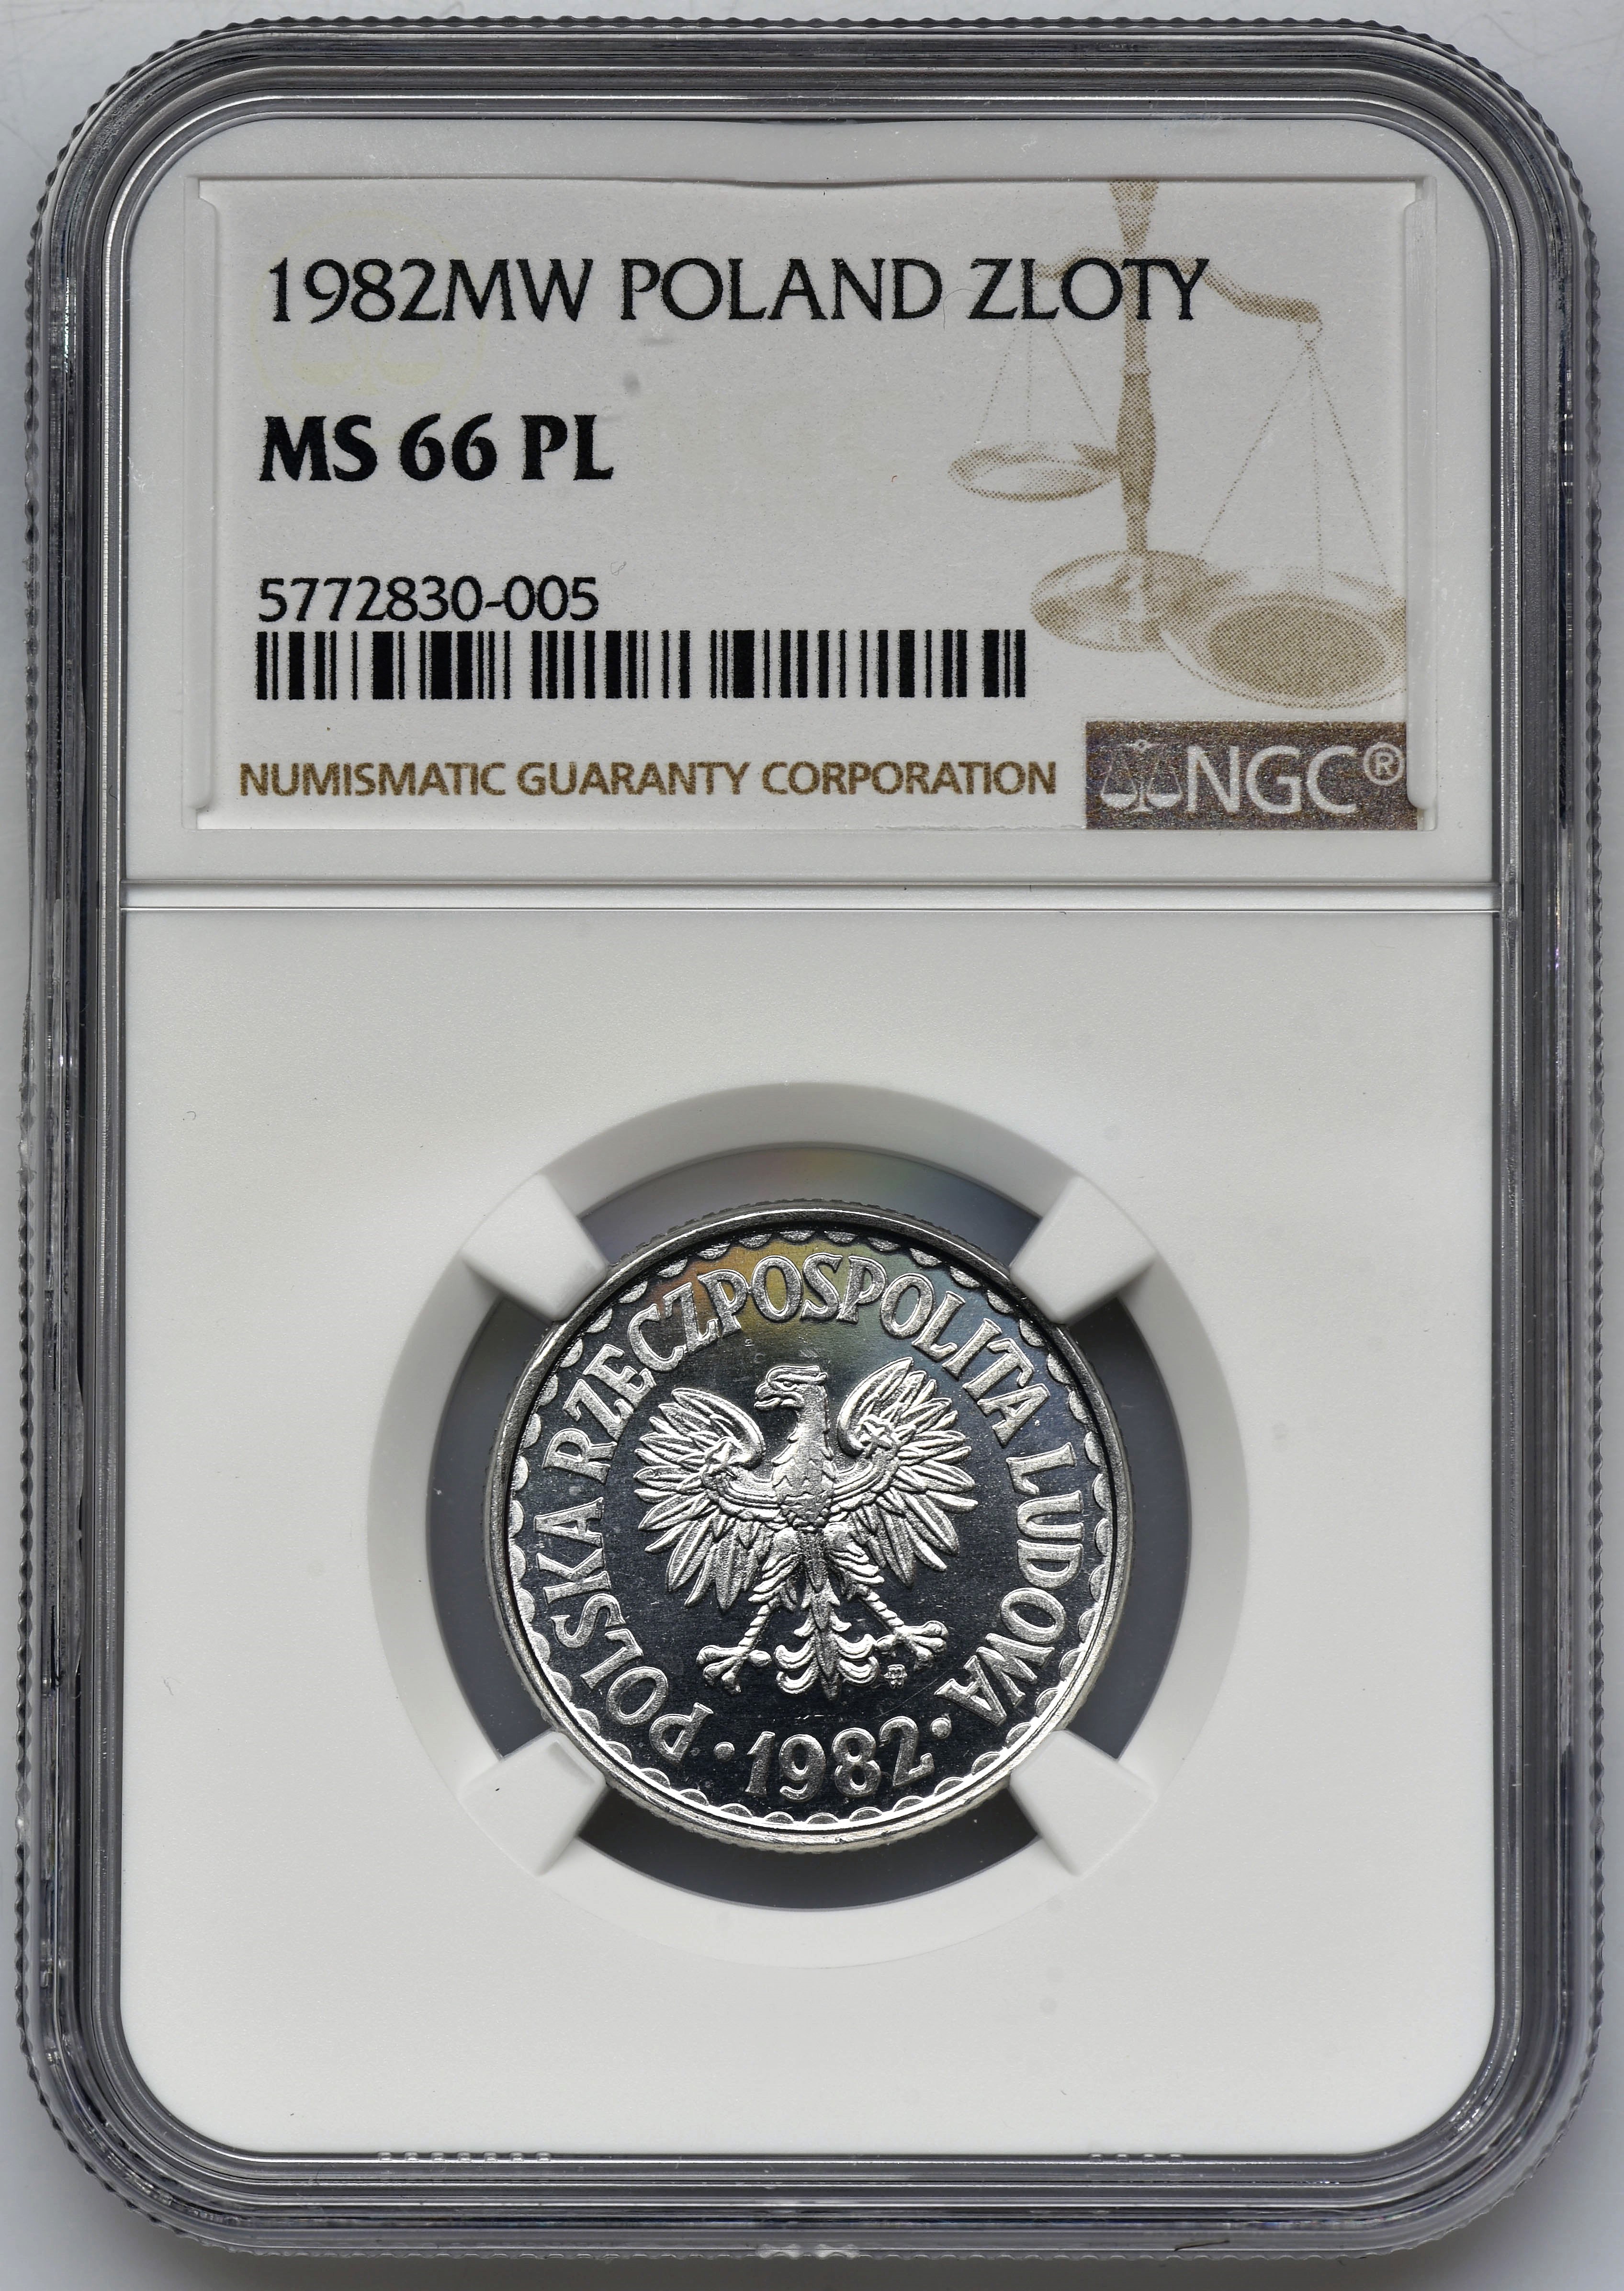 1982MW POLAND ZLOTY
MS 66 PL
5772830-005
NUMISMATIC GUARANTY CORPORATION
NGC®
POLSKA RZECZPOSPOLITA LUDOWA
· 1982 ·